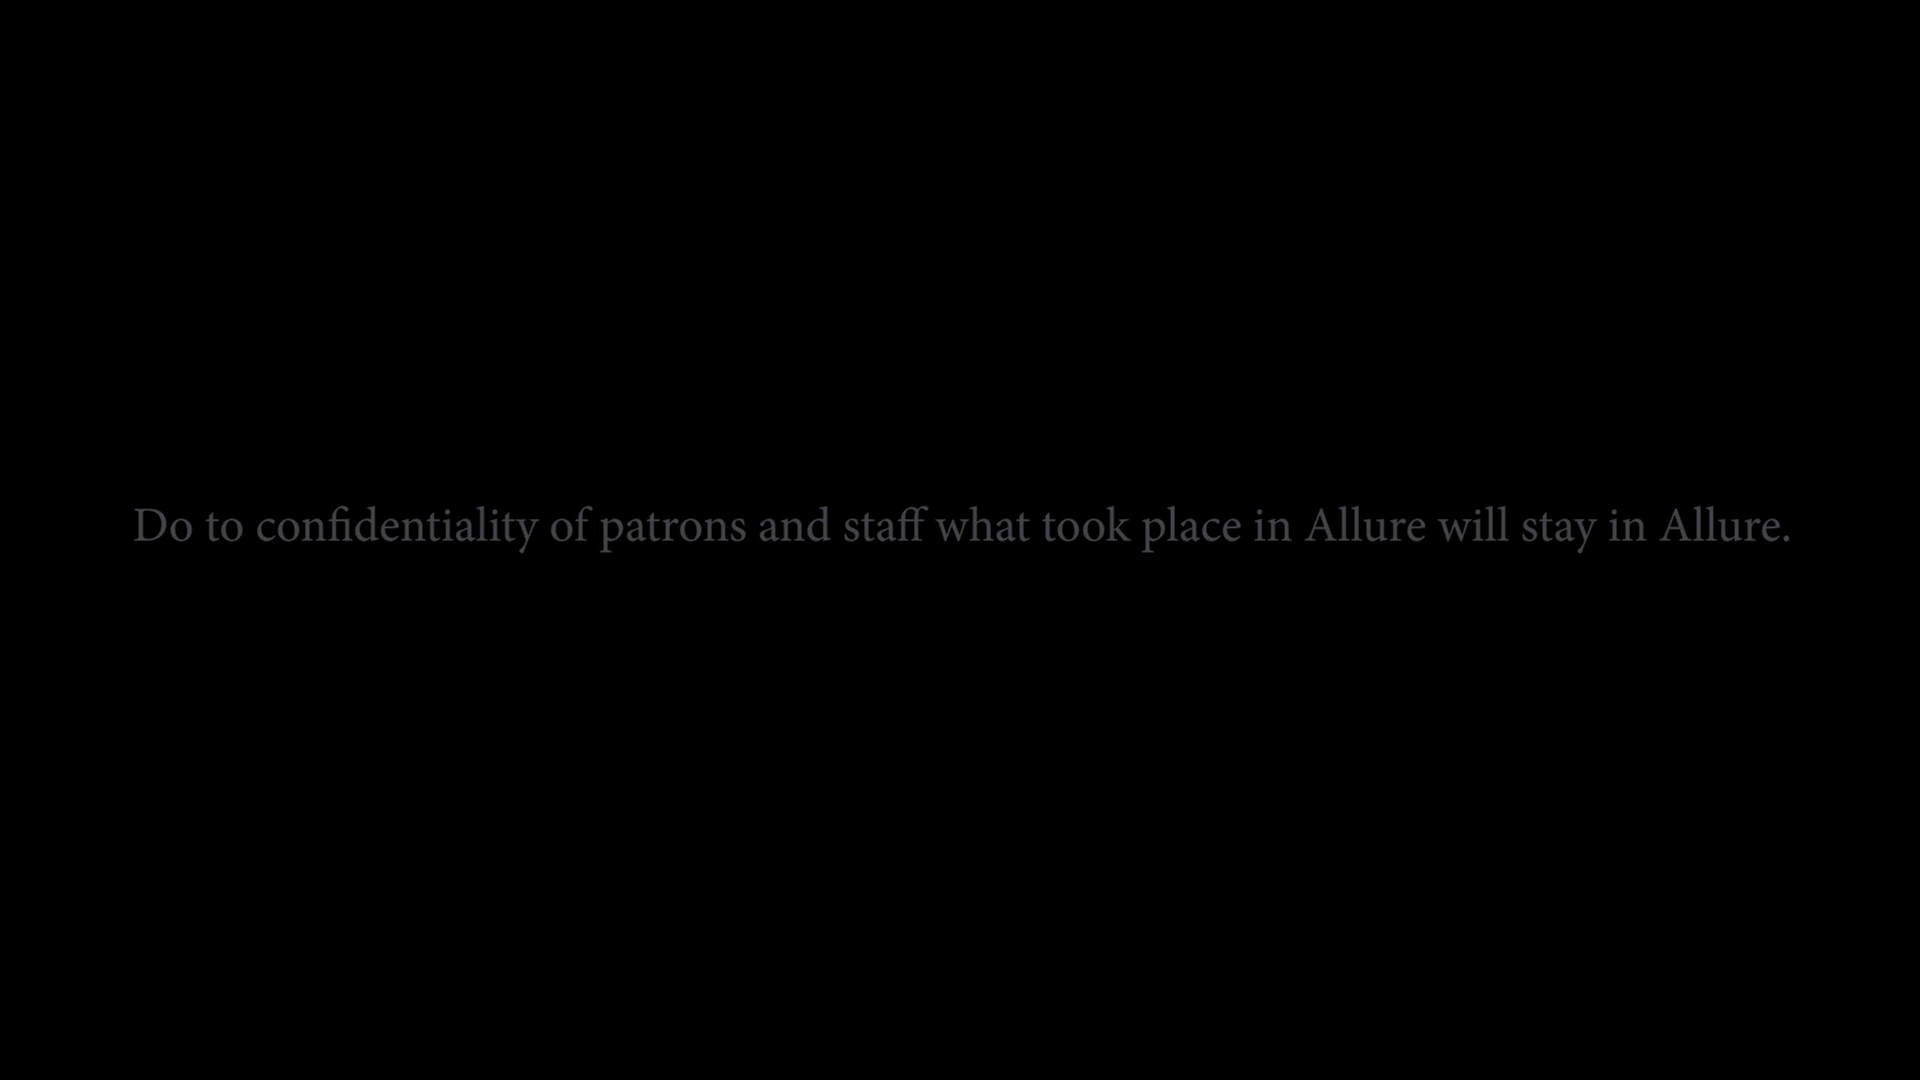 Do to confidentiality of patrons and staff what took place in Allure will stay in Allure.